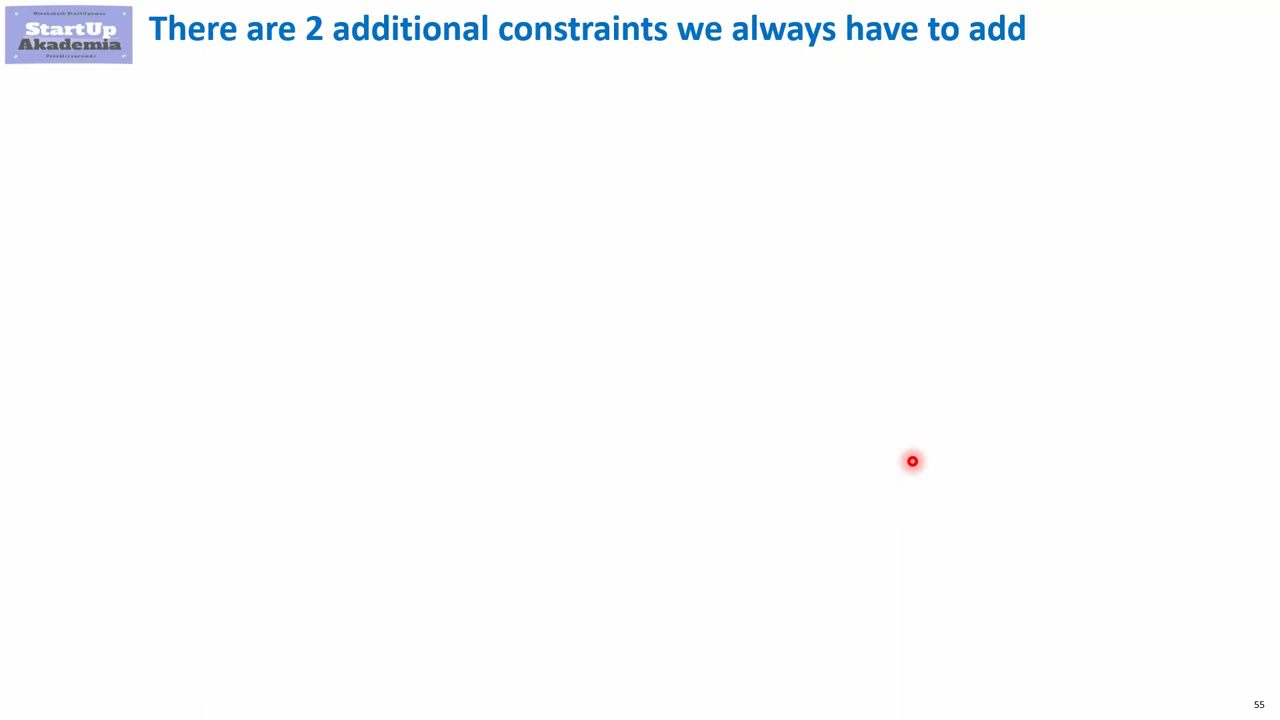 StartUp
Akademia
There are 2 additional constraints we always have to add
55